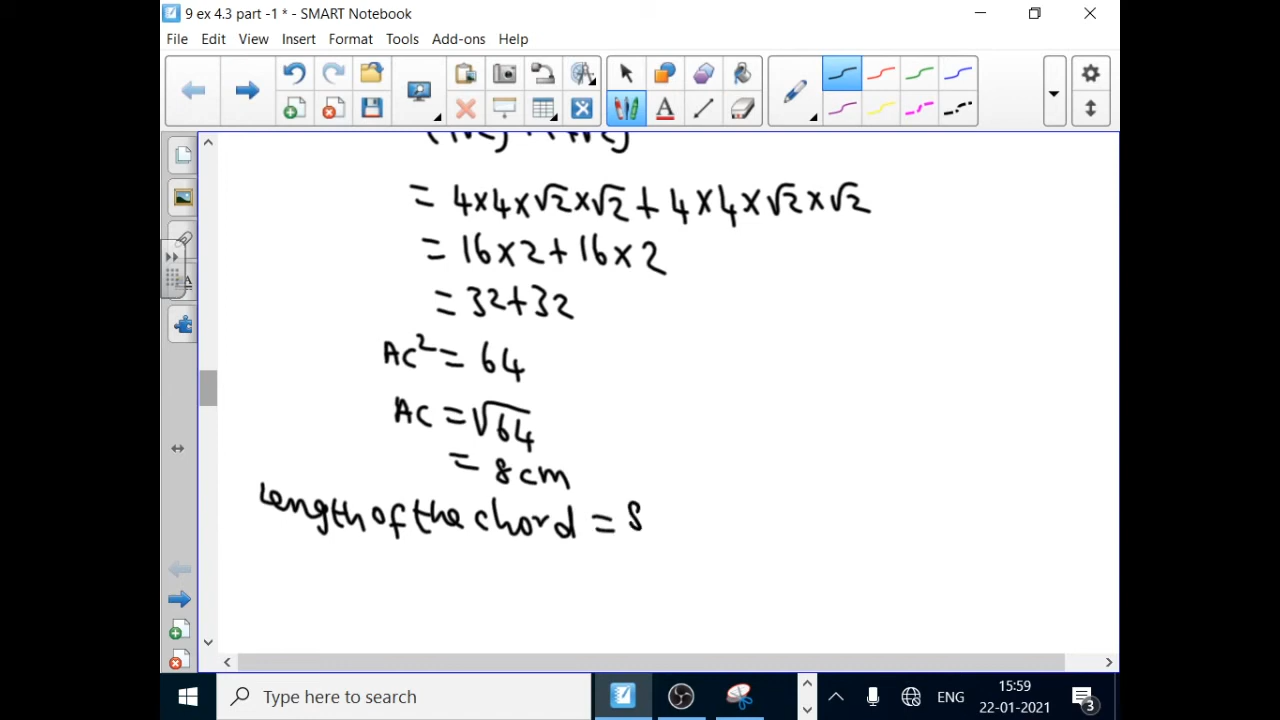 9 ex 4.3 part -1 * - SMART Notebook
File Edit View Insert Format Tools Add-ons Help
= 4×4×√2×√2+4×4×√2×√2
= 16×2+16×2
= 32+32
AC² = 64
AC = √64
= 8cm
Length of the chord = 8
Type here to search
ENG
15:59
22-01-2021
3